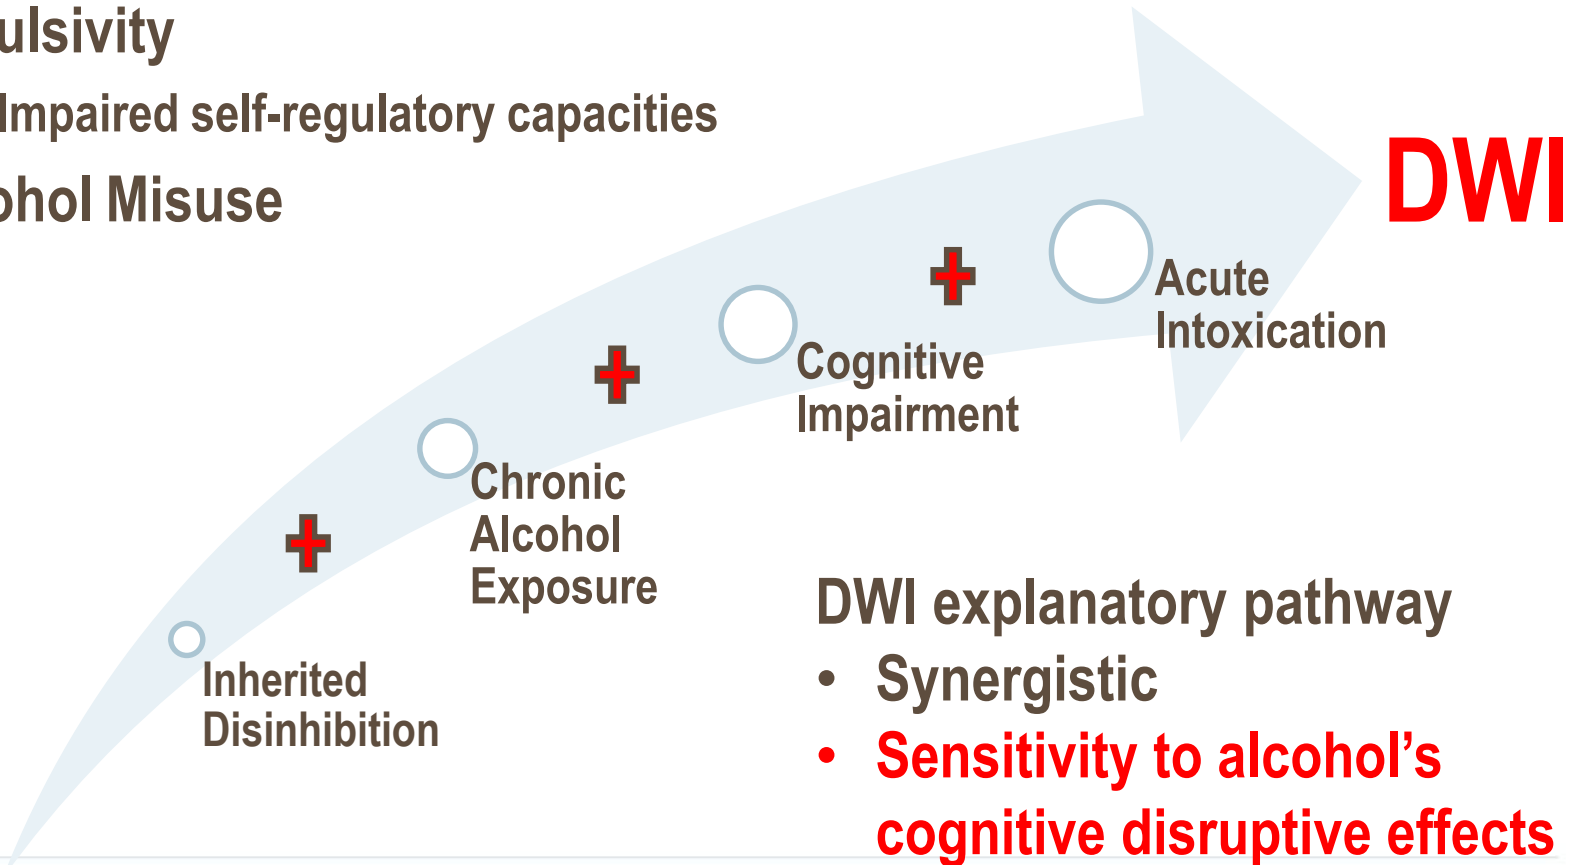 ulsivity
Impaired self-regulatory capacities
ohol Misuse
DWI
Acute
Intoxication
Cognitive
Impairment
Chronic
Alcohol
Exposure
Inherited
Disinhibition
DWI explanatory pathway
• Synergistic
• Sensitivity to alcohol’s
cognitive disruptive effects